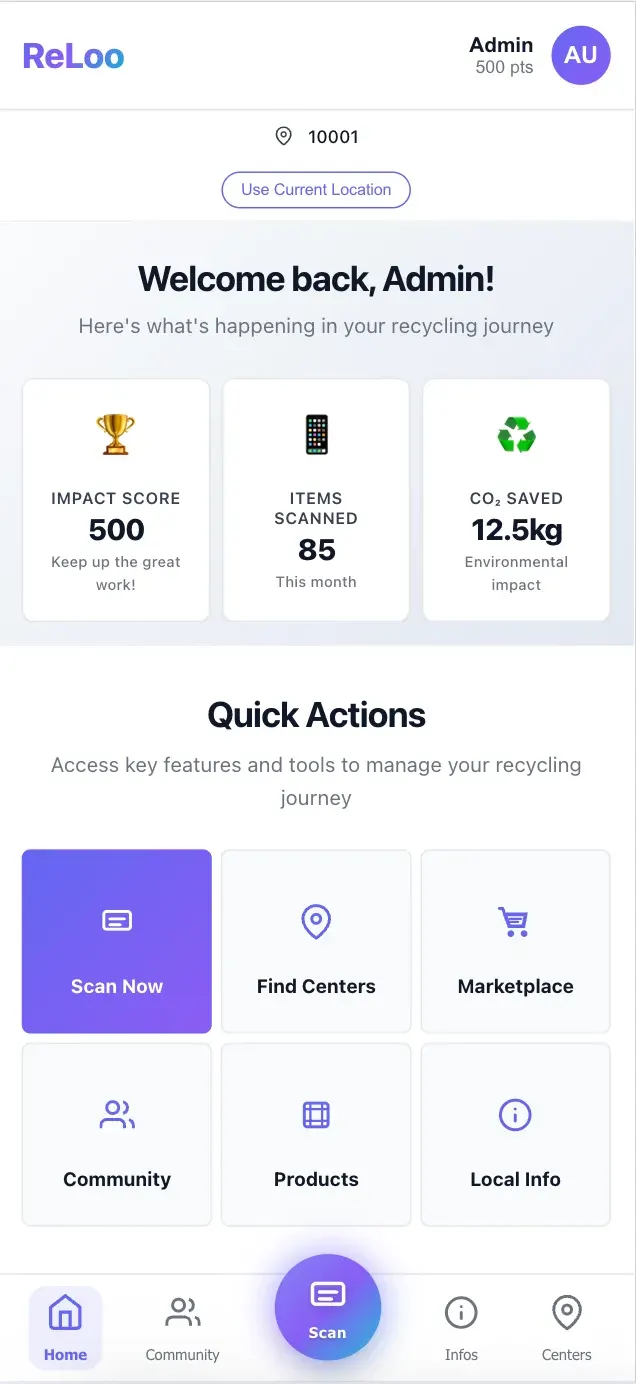 ReLoo
Admin
500 pts
AU
10001
Use Current Location
Welcome back, Admin!
Here's what's happening in your recycling journey
IMPACT SCORE
500
Keep up the great
work!
ITEMS
SCANNED
85
This month
CO₂ SAVED
12.5kg
Environmental
impact
Quick Actions
Access key features and tools to manage your recycling
journey
Scan Now
Find Centers
Marketplace
Community
Products
Local Info
Home
Community
Scan
Infos
Centers